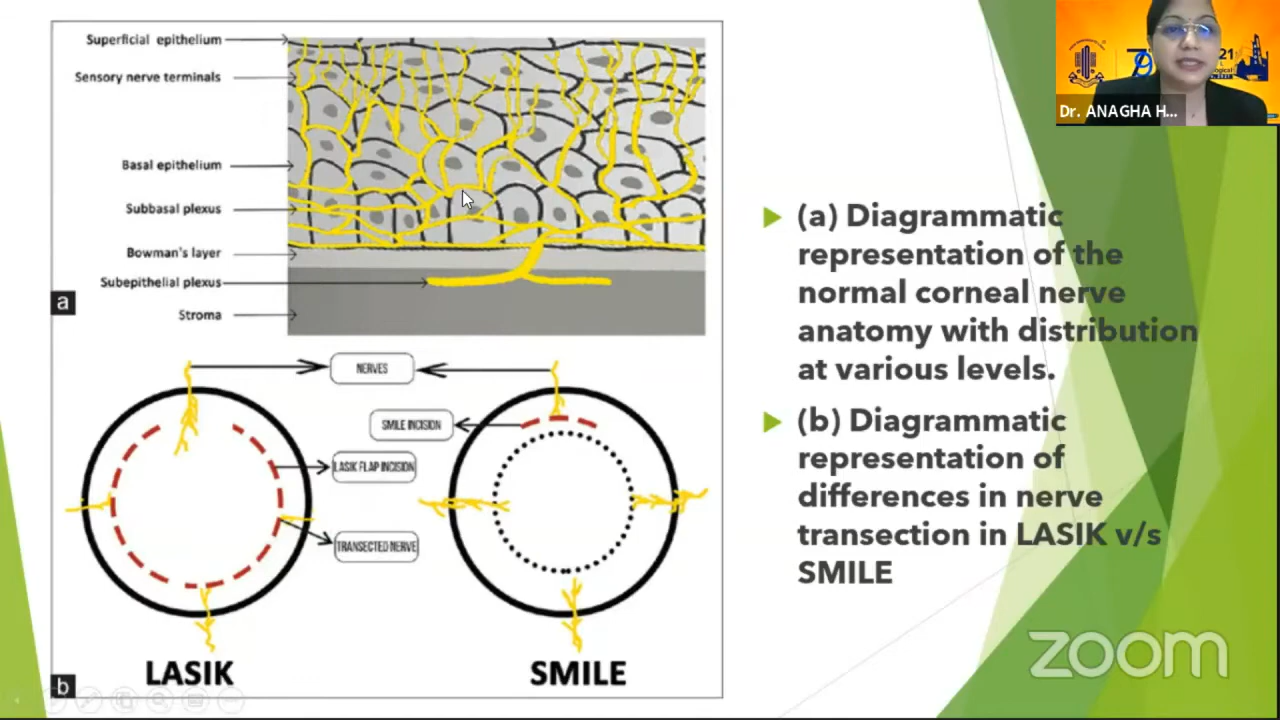 Superficial epithelium
Sensory nerve terminals
Basal epithelium
Subbasal plexus
Bowman's layer
Subepithelial plexus
Stroma
a
NERVES
SMILE INCISION
LASIK FLAP INCISION
TRANSECTED NERVE
LASIK
SMILE
b
21
Dr. ANAGHA H...
(a) Diagrammatic
representation of the
normal corneal nerve
anatomy with distribution
at various levels.
(b) Diagrammatic
representation of
differences in nerve
transection in LASIK v/s
SMILE
zoom